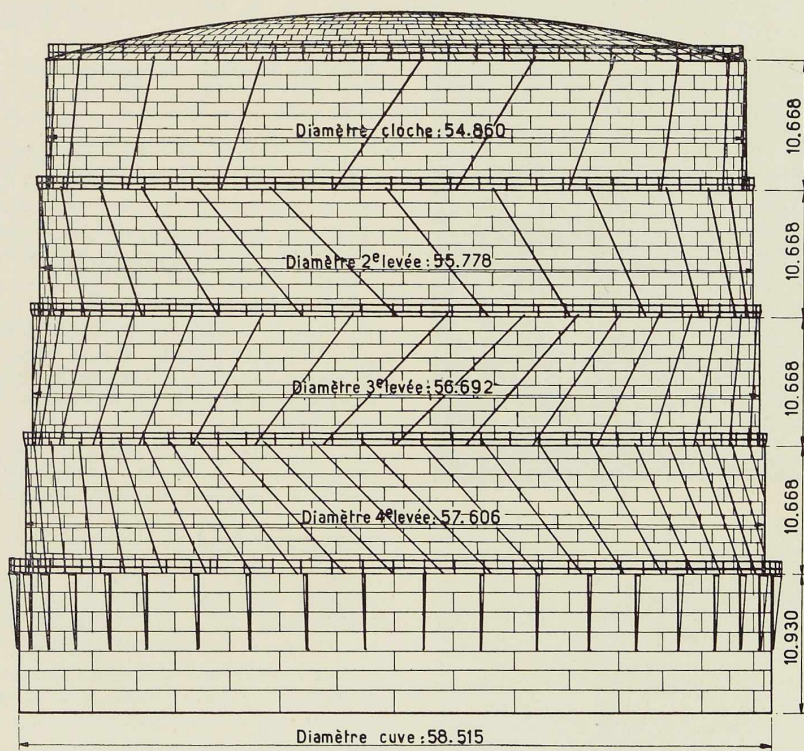 Diamètre cloche: 54.860
10.668
Diamètre 2e levée: 55.778
10.668
Diamètre 3e levée: 56.692
10.668
Diamètre 4e levée: 57.606
10.668
10.930
Diamètre cuve: 58.515